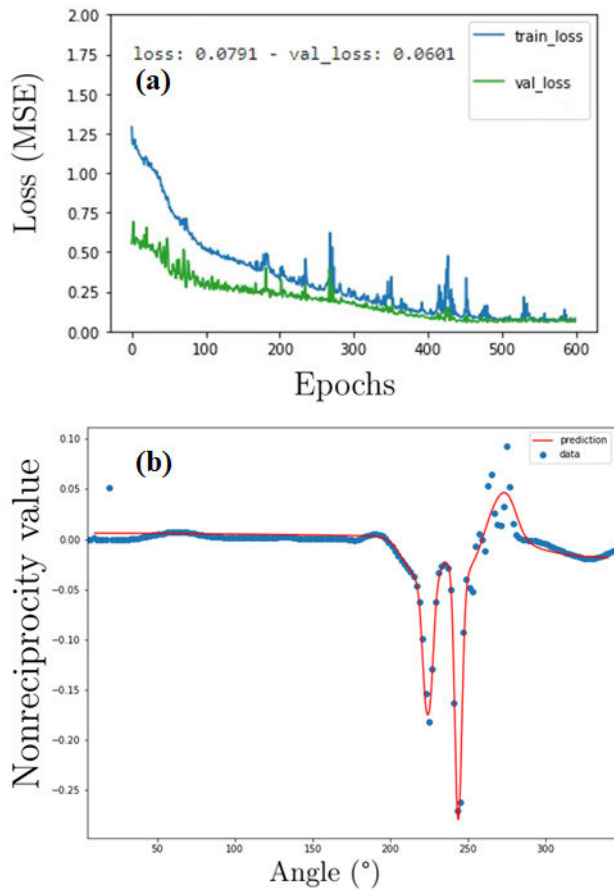 2.00
1.75
1.50
1.25
1.00
0.75
0.50
0.25
0.00
Loss (MSE)
loss: 0.0791 - val_loss: 0.0601
(a)
train_loss
val_loss
0 100 200 300 400 500 600
Epochs
0.10
0.05
0.00
−0.05
−0.10
−0.15
−0.20
−0.25
Nonreciprocity value
(b)
prediction
data
50 100 150 200 250 300
Angle (°)